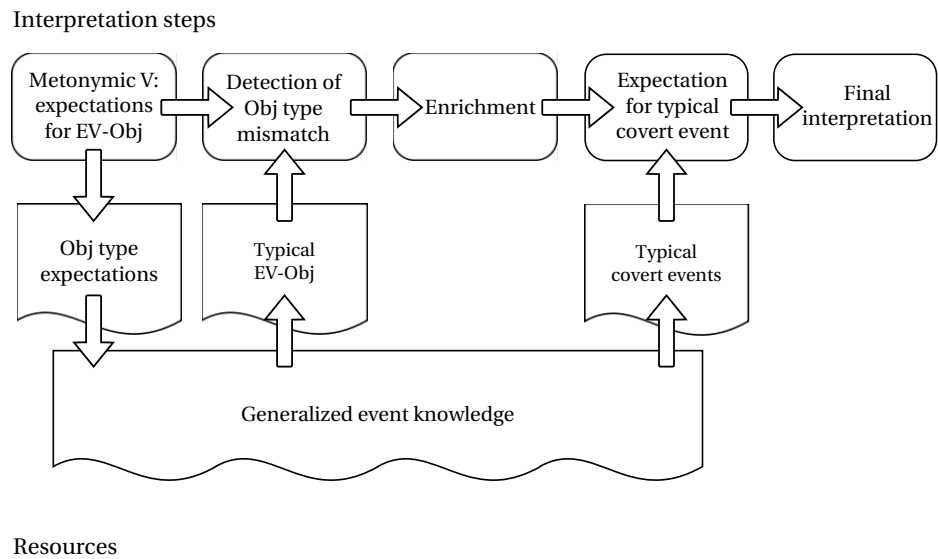 Interpretation steps
Metonymic V:
expectations
for EV-Obj
Detection of
Obj type
mismatch
Enrichment
Expectation
for typical
covert event
Final
interpretation
Obj type
expectations
Typical
EV-Obj
Typical
covert events
Generalized event knowledge
Resources